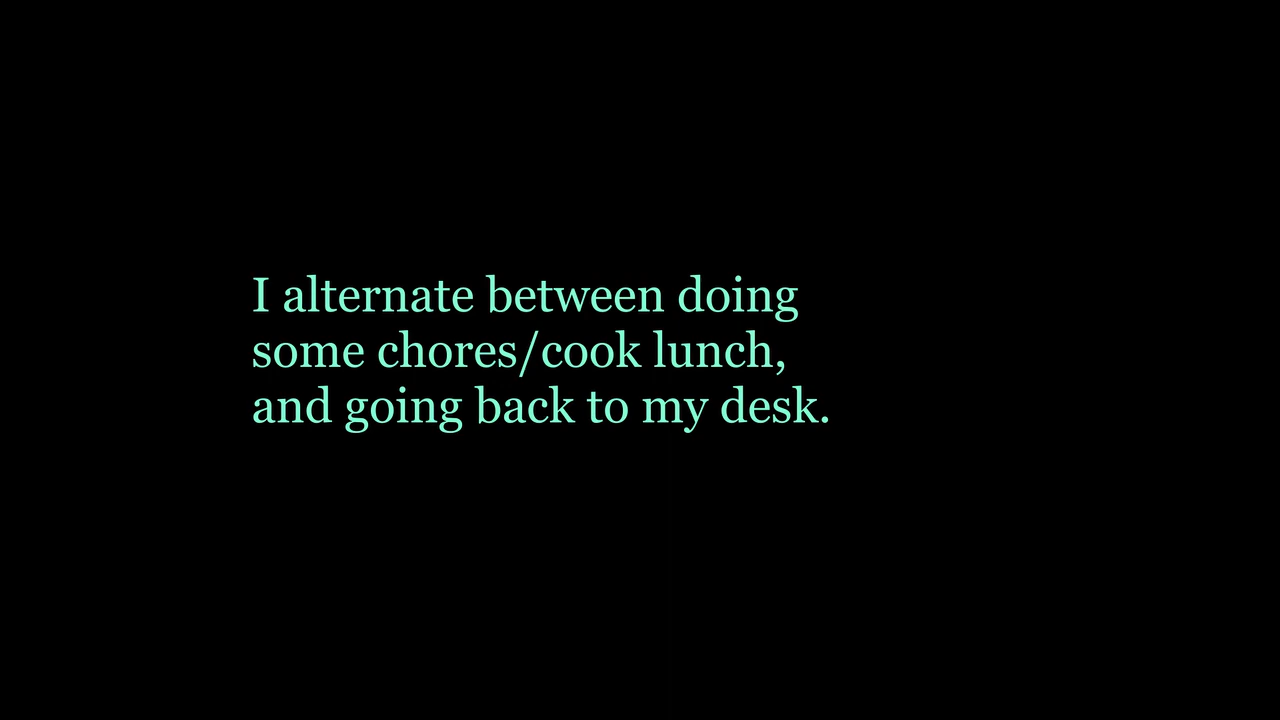 I alternate between doing
some chores/cook lunch,
and going back to my desk.